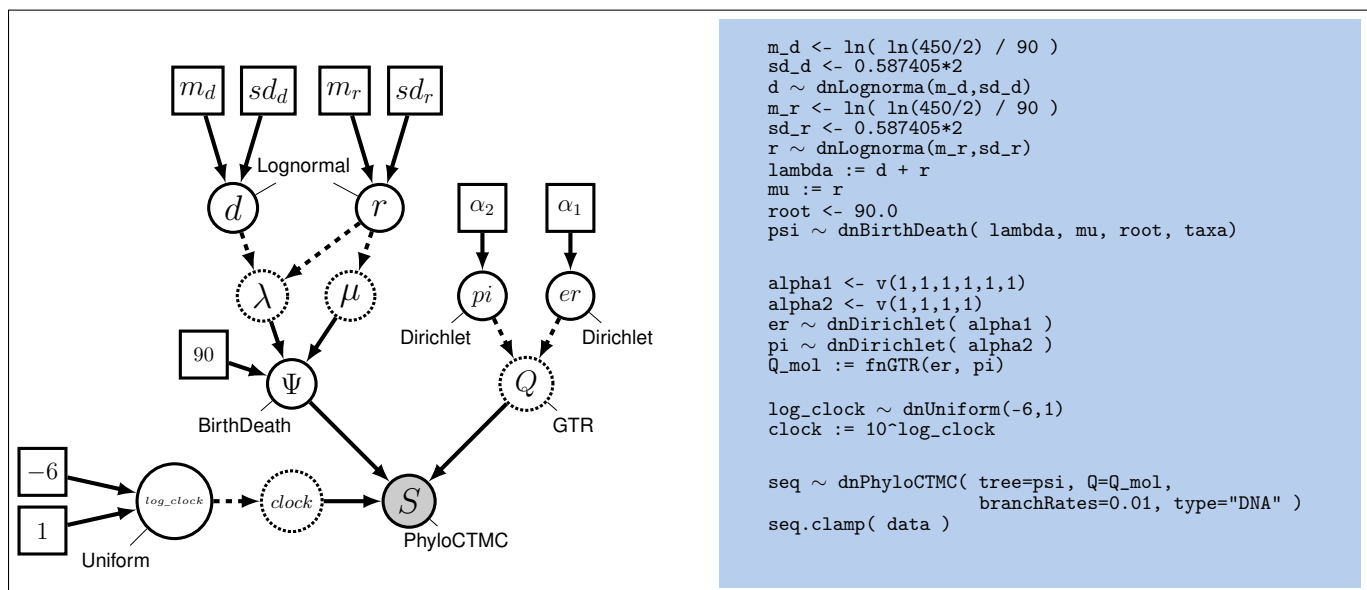 m_d sd_d m_r sd_r
Lognormal
d r α_2 α_1
λ μ pi er
Dirichlet Dirichlet
90 Ψ Q
BirthDeath GTR
−6
log_clock clock S
1
Uniform PhyloCTMC
m_d <- ln( ln(450/2) / 90 )
sd_d <- 0.587405*2
d ∼ dnLognorma(m_d,sd_d)
m_r <- ln( ln(450/2) / 90 )
sd_r <- 0.587405*2
r ∼ dnLognorma(m_r,sd_r)
lambda := d + r
mu := r
root <- 90.0
psi ∼ dnBirthDeath( lambda, mu, root, taxa)
alpha1 <- v(1,1,1,1,1,1)
alpha2 <- v(1,1,1,1)
er ∼ dnDirichlet( alpha1 )
pi ∼ dnDirichlet( alpha2 )
Q_mol := fnGTR(er, pi)
log_clock ∼ dnUniform(-6,1)
clock := 10^log_clock
seq ∼ dnPhyloCTMC( tree=psi, Q=Q_mol,
branchRates=0.01, type="DNA" )
seq.clamp( data )